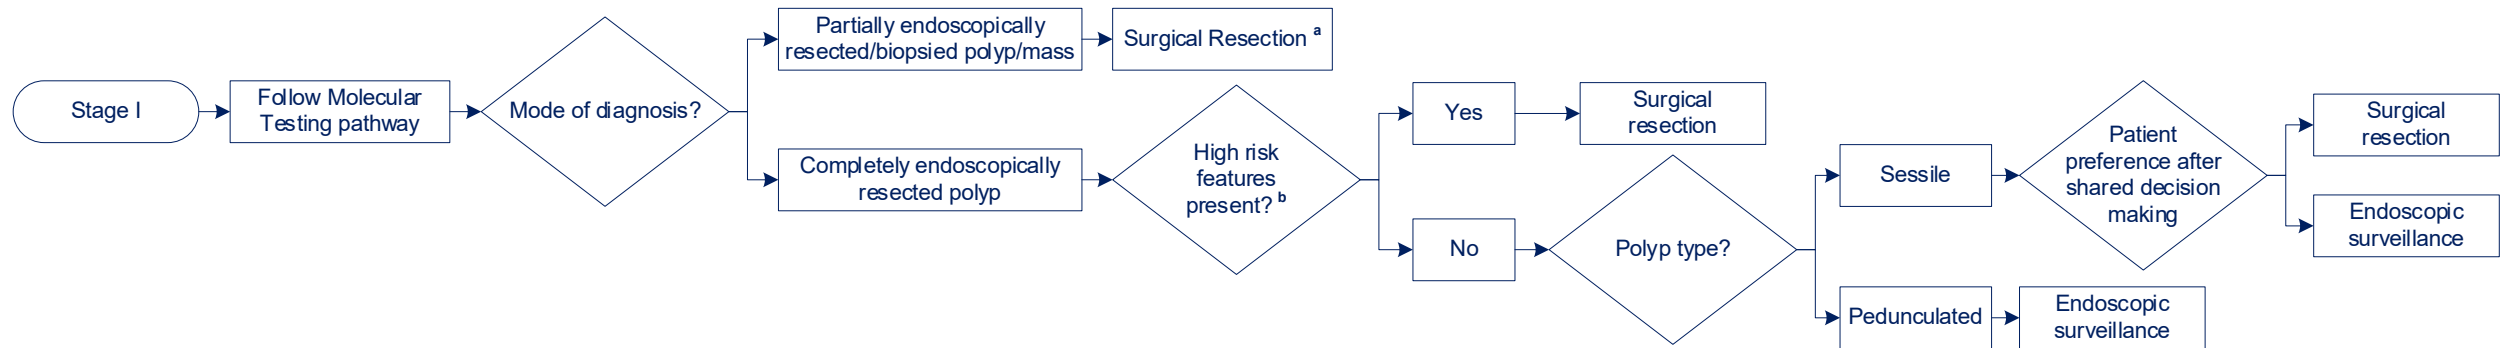 Stage I
Follow Molecular
Testing pathway
Mode of diagnosis?
Partially endoscopically
resected/biopsied polyp/mass
Surgical Resection a
Completely endoscopically
resected polyp
High risk
features
present? b
Yes
Surgical
resection
No
Polyp type?
Sessile
Patient
preference after
shared decision
making
Surgical
resection
Endoscopic
surveillance
Pedunculated
Endoscopic
surveillance